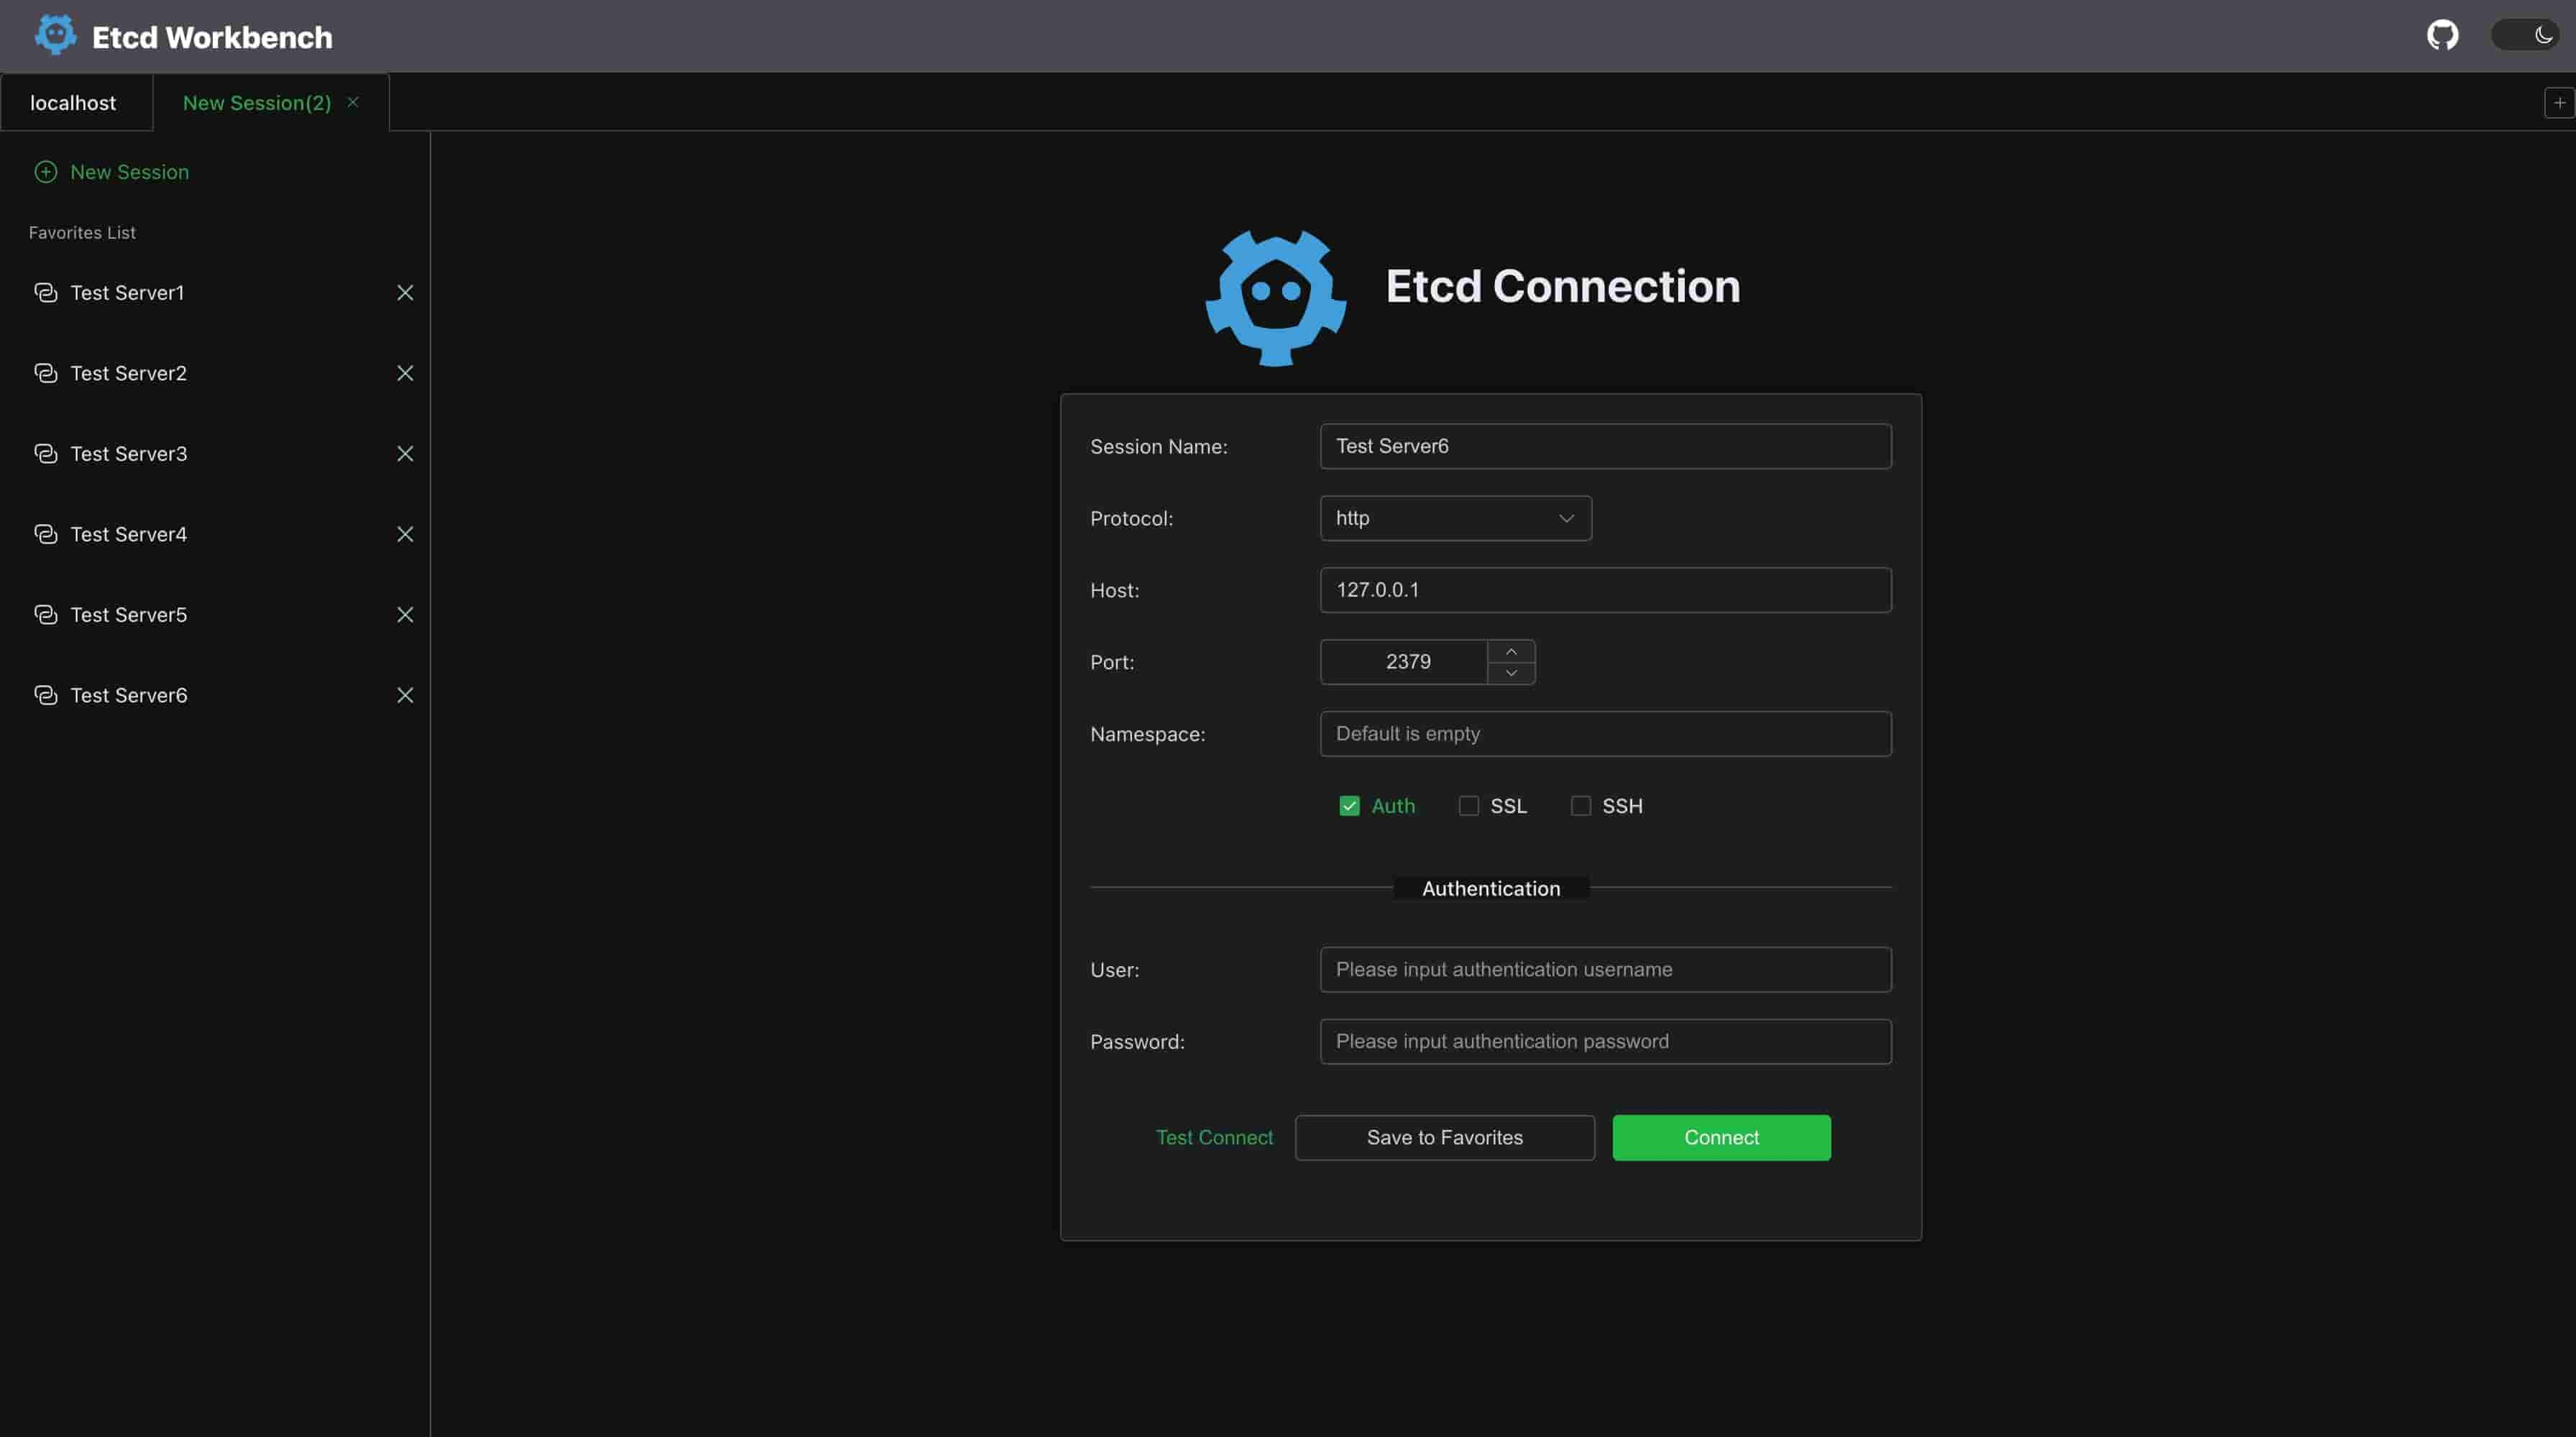 Etcd Workbench
localhost
New Session(2)
New Session
Favorites List
Test Server1
Test Server2
Test Server3
Test Server4
Test Server5
Test Server6
Etcd Connection
Session Name: Test Server6
Protocol: http
Host: 127.0.0.1
Port: 2379
Namespace: Default is empty
Auth SSL SSH
Authentication
User: Please input authentication username
Password: Please input authentication password
Test Connect Save to Favorites Connect